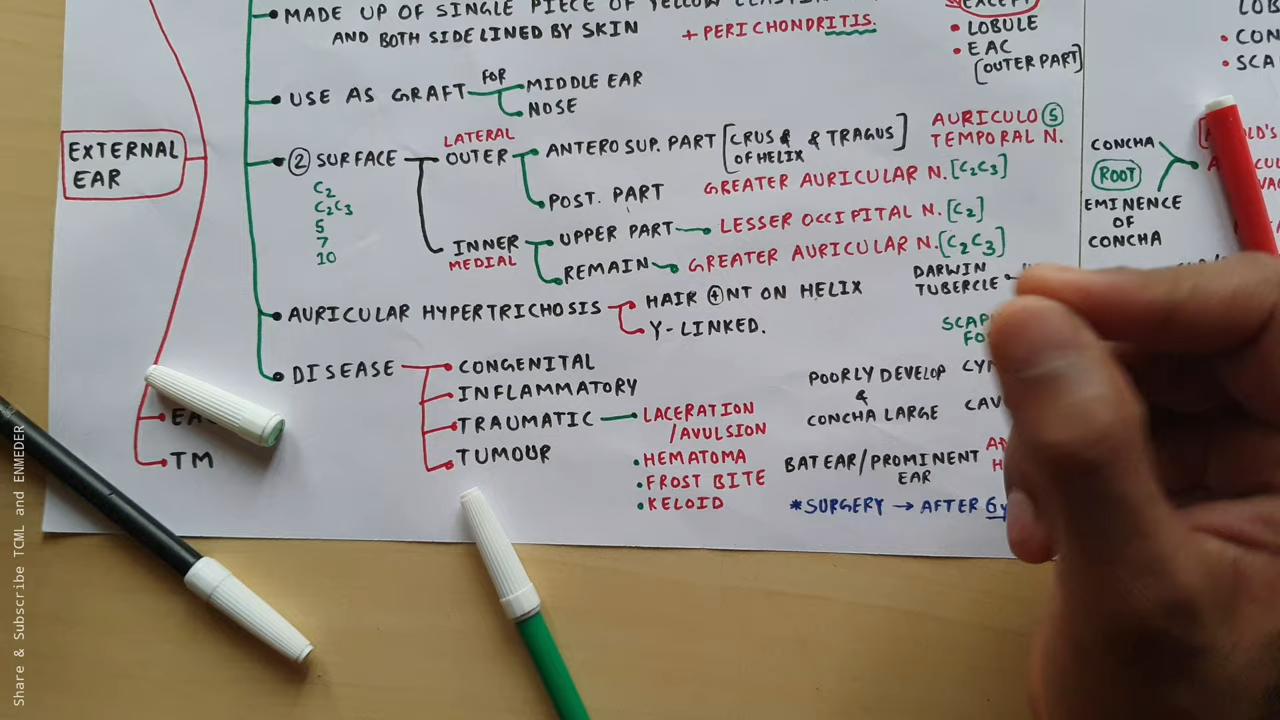 MADE UP OF SINGLE PIECE OF YELLOW
AND BOTH SIDE LINED BY SKIN + PERICHONDRITIS.
EXCEPT
• LOBULE
• EAC
[OUTER PART]
• CON
• SCA
USE AS GRAFT FOR MIDDLE EAR
NOSE
EXTERNAL
EAR
② SURFACE
C2
C2C3
5
7
10
LATERAL
OUTER
ANTERO SUP. PART [CRUS & & TRAGUS]
OF HELIX
AURICULO ⑤
TEMPORAL N.
POST. PART GREATER AURICULAR N. [C2C3]
INNER
MEDIAL
UPPER PART LESSER OCCIPITAL N. [C2]
REMAIN GREATER AURICULAR N. [C2C3]
CONCHA
ROOT
EMINENCE
OF
CONCHA
DARWIN
TUBERCLE
AURICULAR HYPERTRICHOSIS HAIR ⊕NT ON HELIX
Y-LINKED.
DISEASE
CONGENITAL
INFLAMMATORY
TRAUMATIC
TUMOUR
LACERATION
/AVULSION
• HEMATOMA
• FROST BITE
• KELOID
POORLY DEVELOP
&
CONCHA LARGE
BAT EAR/PROMINENT
EAR
*SURGERY → AFTER 6y
TM
Share & Subscribe TCML and ENMEDER